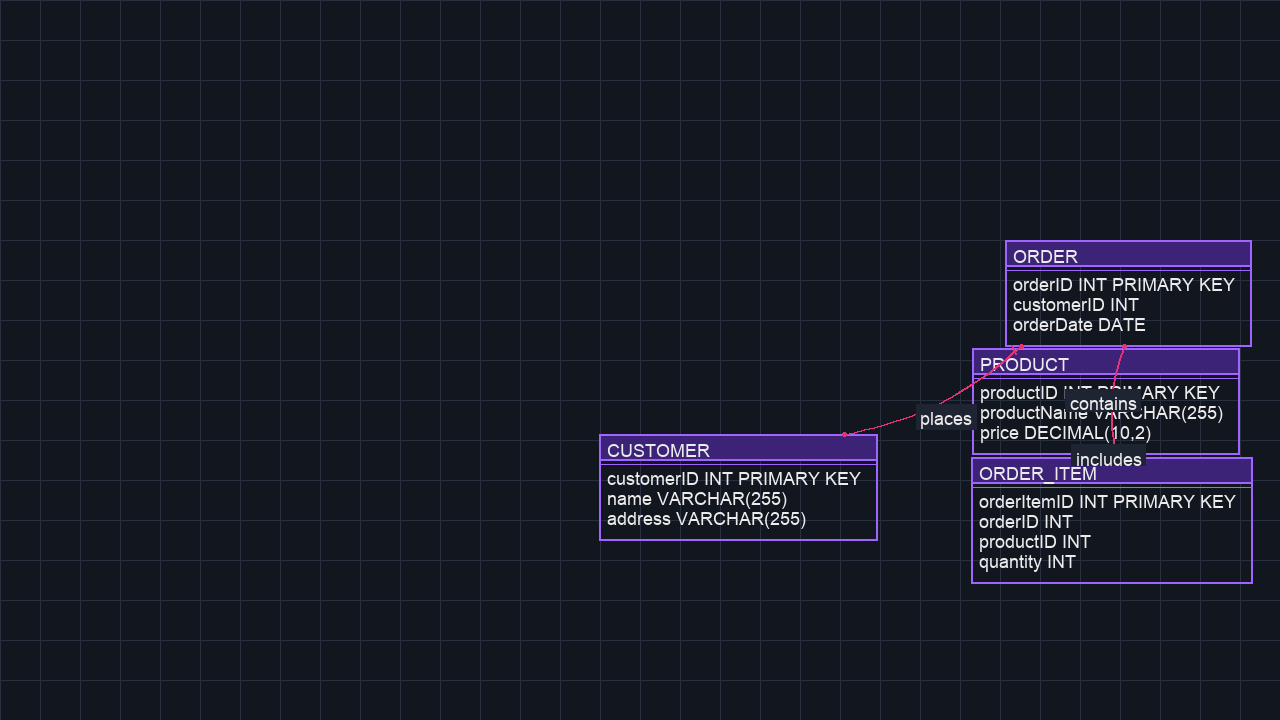 ORDER
orderID INT PRIMARY KEY
customerID INT
orderDate DATE
PRODUCT
productID INT PRIMARY KEY
productName VARCHAR(255)
price DECIMAL(10,2)
contains
places
includes
CUSTOMER
customerID INT PRIMARY KEY
name VARCHAR(255)
address VARCHAR(255)
ORDER_ITEM
orderItemID INT PRIMARY KEY
orderID INT
productID INT
quantity INT